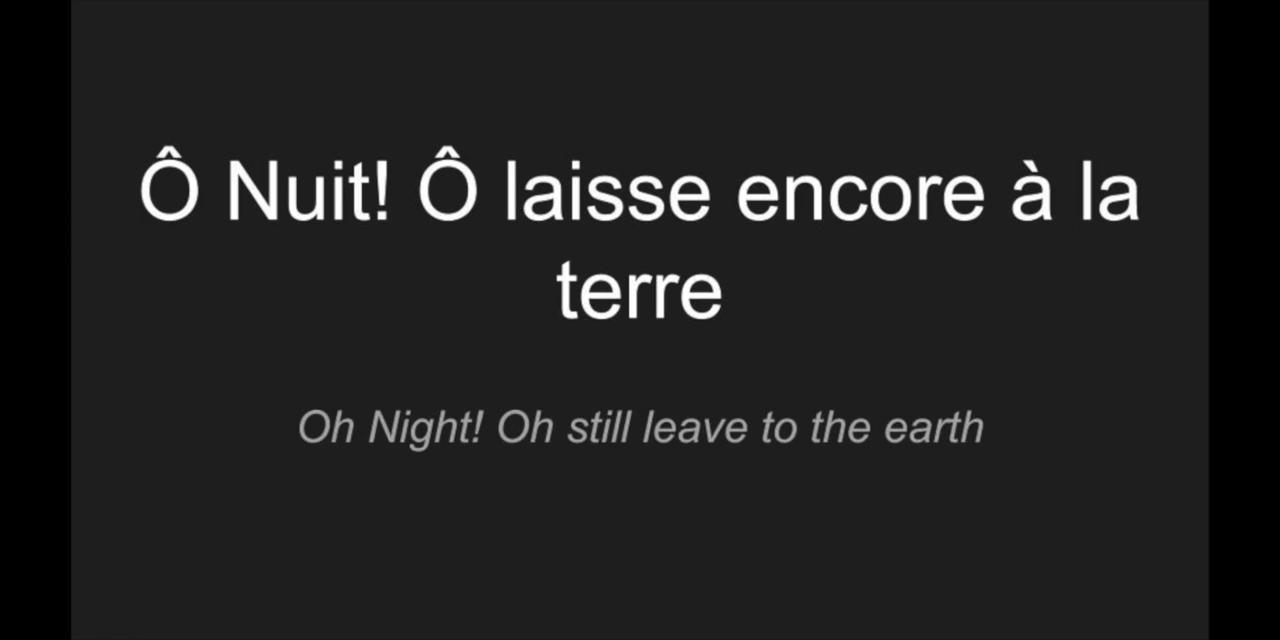 Ô Nuit! Ô laisse encore à la
terre
Oh Night! Oh still leave to the earth